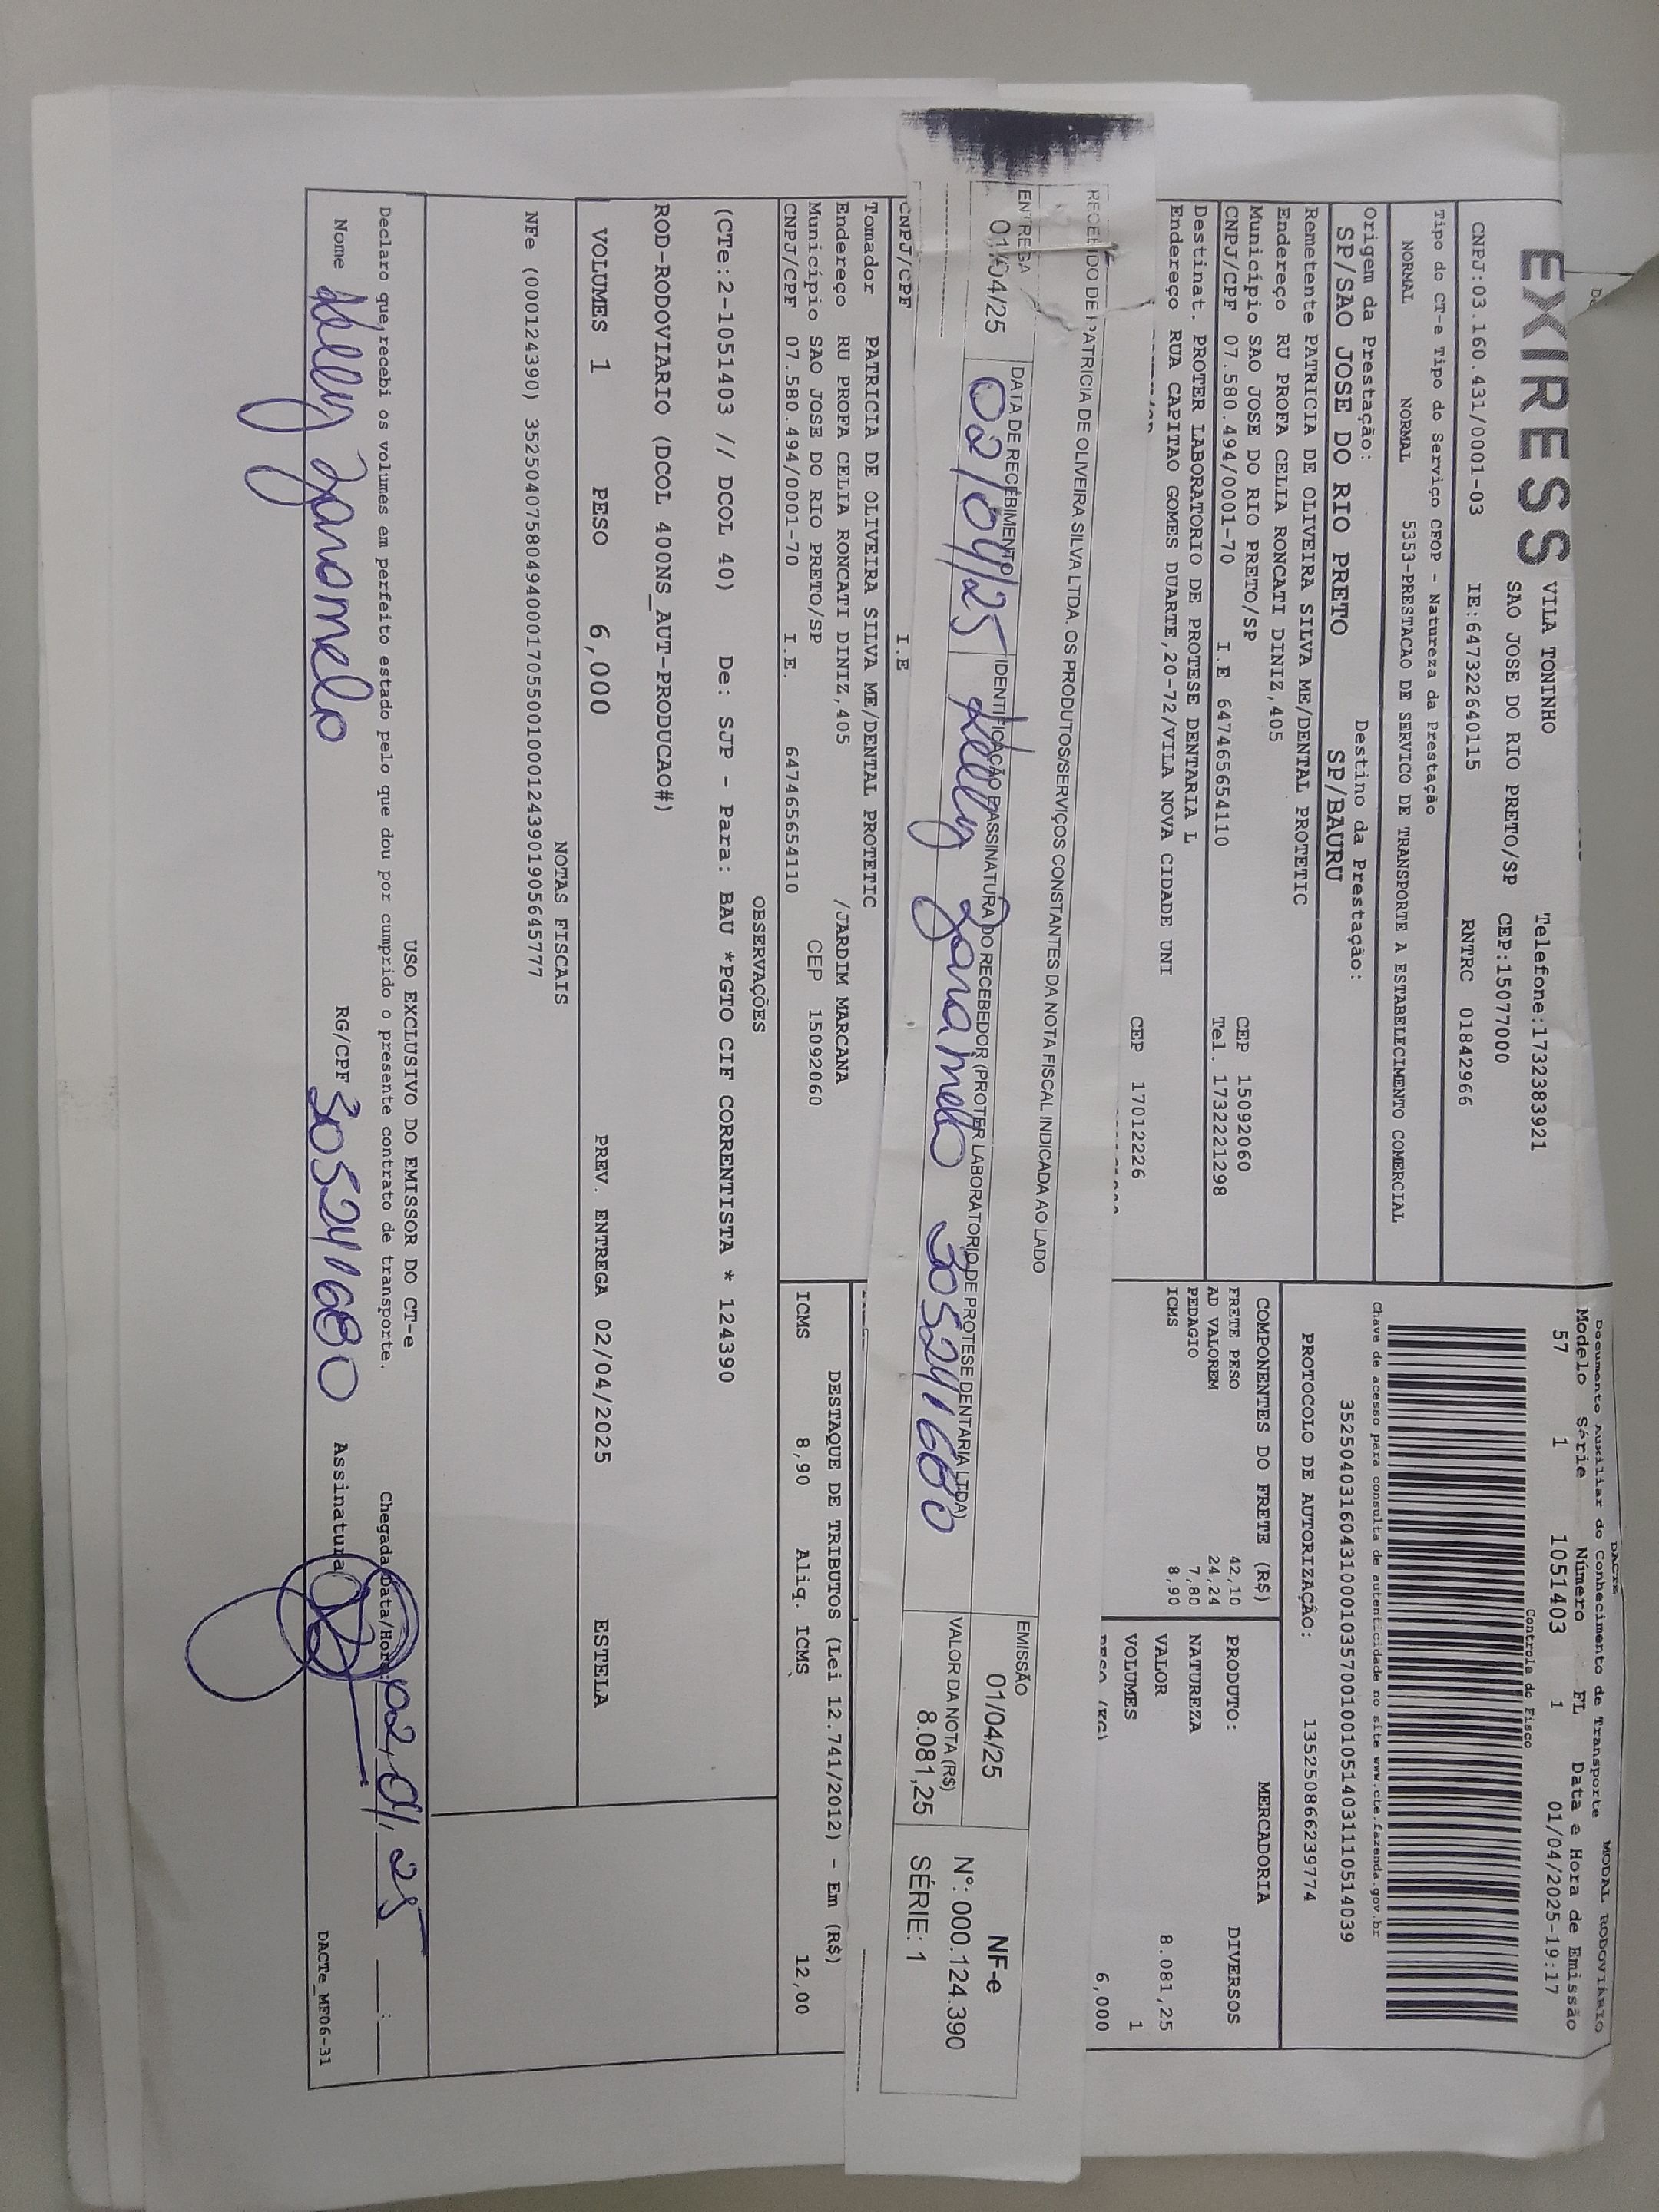 EXIRESS
VILA TONINHO
Telefone:1732383921
SAO JOSE DO RIO PRETO/SP CEP:15077000
CNPJ:03.160.431/0001-03 IE:647322640115 RNTRC 01842966
Tipo do CT-e Tipo do Serviço CFOP - Natureza da Prestação
NORMAL NORMAL 5353-PRESTACAO DE SERVICO DE TRANSPORTE A ESTABELECIMENTO COMERCIAL
Origem da Prestação: Destino da Prestação:
SP/SAO JOSE DO RIO PRETO SP/BAURU
Remetente PATRICIA DE OLIVEIRA SILVA ME/DENTAL PROTETIC
Endereço RU PROFA CELIA RONCATI DINIZ,405
Município SAO JOSE DO RIO PRETO/SP CEP 15092060
CNPJ/CPF 07.580.494/0001-70 I.E 647465654110 Tel. 1732221298
Destinat. PROTER LABORATORIO DE PROTESE DENTARIA L
Endereço RUA CAPITAO GOMES DUARTE,20-72/VILA NOVA CIDADE UNI
CEP 17012226
DACTE MODAL RODOVIÁRIO
Documento Auxiliar do Conhecimento de Transporte
Modelo Série Número FL Data e Hora de Emissão
57 1 1051403 1 01/04/2025-19:17
Controle do Fisco
Chave de acesso para consulta de autenticidade no site www.cte.fazenda.gov.br
35250403160431000103570010010514031110514039
PROTOCOLO DE AUTORIZAÇÃO: 135250866239774
COMPONENTES DO FRETE (R$)
FRETE PESO 42,10
AD VALOREM 24,24
PEDAGIO 7,80
ICMS 8,90
MERCADORIA
PRODUTO: DIVERSOS
NATUREZA
VALOR 8.081,25
VOLUMES 1
PESO (KG) 6,000
RECEBIDO DE PATRICIA DE OLIVEIRA SILVA LTDA. OS PRODUTOS/SERVIÇOS CONSTANTES DA NOTA FISCAL INDICADA AO LADO
ENTREGA DATA DE RECEBIMENTO IDENTIFICAÇÃO E ASSINATURA DO RECEBEDOR (PROTER LABORATORIO DE PROTESE DENTARIA LTDA)
01/04/25 02/04/25 Kelly Zanamelo 305241680
EMISSÃO
01/04/25
VALOR DA NOTA (R$)
8.081,25
NF-e
N°: 000.124.390
SÉRIE: 1
CNPJ/CPF I.E
Tomador PATRICIA DE OLIVEIRA SILVA ME/DENTAL PROTETIC
Endereço RU PROFA CELIA RONCATI DINIZ,405 /JARDIM MARCANA
Município SAO JOSE DO RIO PRETO/SP CEP 15092060
CNPJ/CPF 07.580.494/0001-70 I.E. 647465654110
DESTAQUE DE TRIBUTOS (Lei 12.741/2012) - Em (R$)
ICMS 8,90 Aliq. ICMS 12,00
OBSERVAÇÕES
(CTe:2-1051403 // DCOL 40) De: SJP - Para: BAU *PGTO CIF CORRENTISTA * 124390
ROD-RODOVIARIO (DCOL 400NS_AUT-PRODUCAO#)
VOLUMES 1 PESO 6,000 PREV. ENTREGA 02/04/2025 ESTELA
NOTAS FISCAIS
NFe (000124390) 35250407580494000170550010001243901905645777
USO EXCLUSIVO DO EMISSOR DO CT-e
Declaro que recebi os volumes em perfeito estado pelo que dou por cumprido o presente contrato de transporte. Chegada Data/Hora: 02, 04, 25 :
Nome Kelly Zanamelo RG/CPF 305241680 Assinatura
DACTe_MF06-31